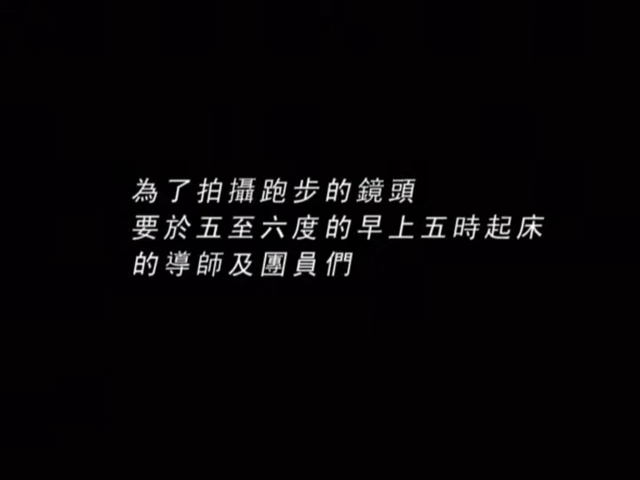 為了拍攝跑步的鏡頭
要於五至六度的早上五時起床
的導師及團員們